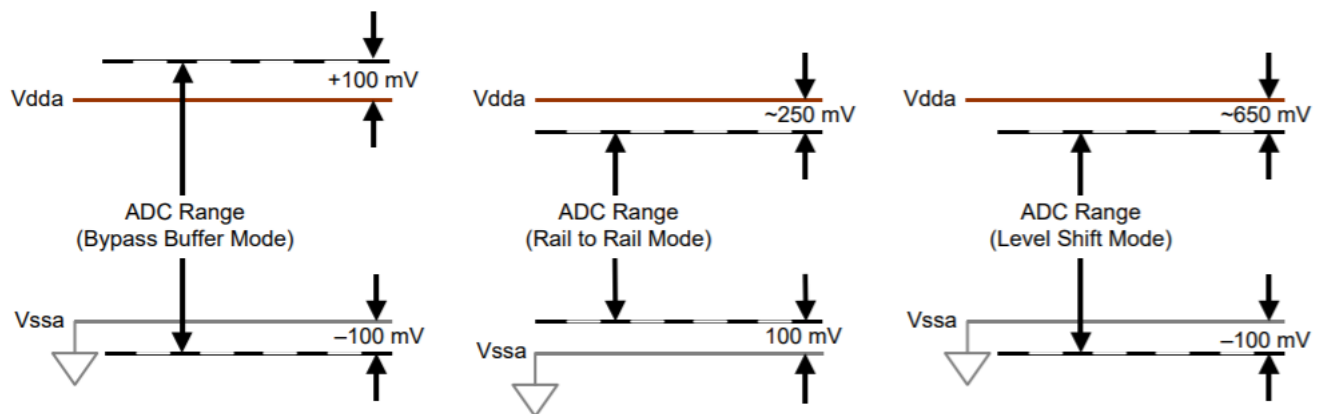 +100 mV
Vdda
ADC Range
(Bypass Buffer Mode)
Vssa
–100 mV
Vdda
~250 mV
ADC Range
(Rail to Rail Mode)
100 mV
Vssa
Vdda
~650 mV
ADC Range
(Level Shift Mode)
Vssa
–100 mV